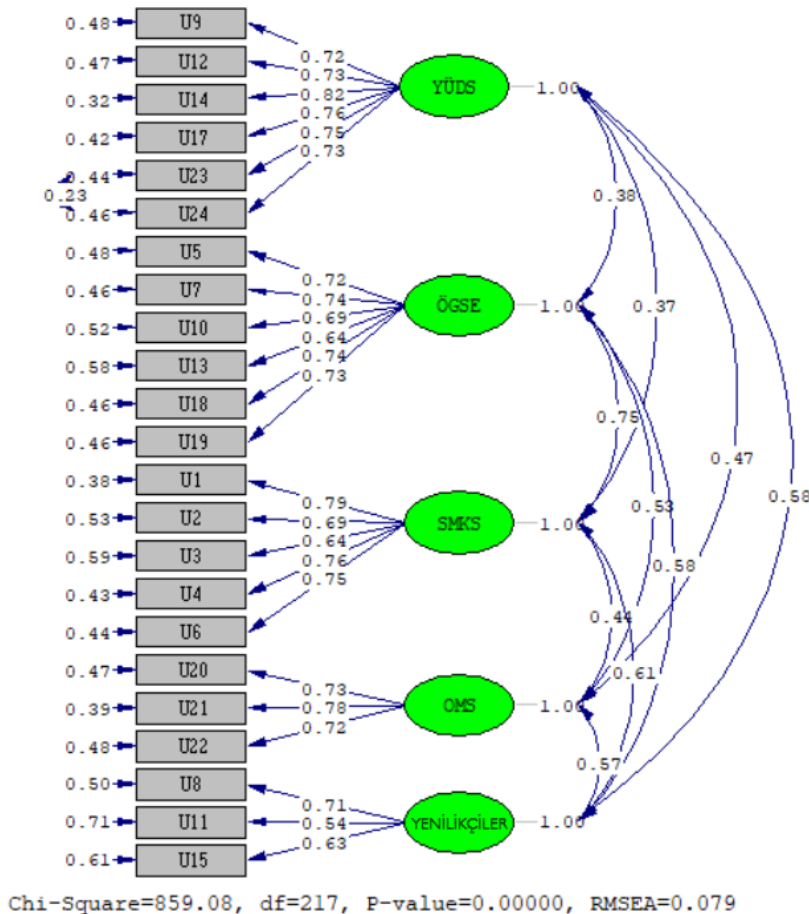 0.48 U9
0.47 U12 0.72
0.73
0.32 U14 0.82 YÜDS 1.00
0.42 U17 0.76
0.75
0.44 U23 0.73
0.23 0.38
0.46 U24
0.48 U5
0.46 U7 0.72
0.74
0.52 U10 0.69 ÖGSE 1.00 0.37
0.58 U13 0.64
0.74
0.46 U18 0.73
0.75
0.46 U19
0.47
0.38 U1
0.79 0.53 0.58
0.53 U2 0.69 SMKS 1.00
0.59 U3 0.64
0.76 0.58
0.43 U4 0.75
0.44 U6 0.44
0.47 U20 0.61
0.73
0.39 U21 0.78 OMS 1.00
0.48 U22 0.72
0.57
0.50 U8
0.71 U11 0.71 YENİLİKÇİLER 1.00
0.54
0.61 U15 0.63
Chi-Square=859.08, df=217, P-value=0.00000, RMSEA=0.079